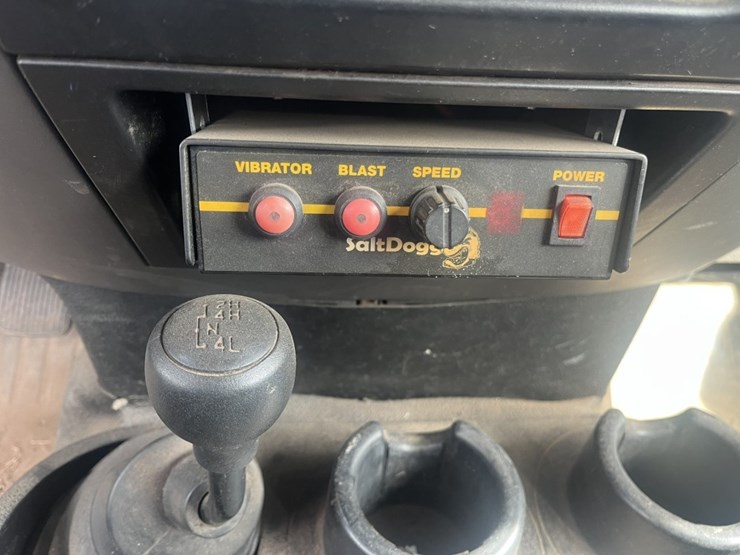 VIBRATOR BLAST SPEED POWER
SaltDogg
2H
4H
N
4L